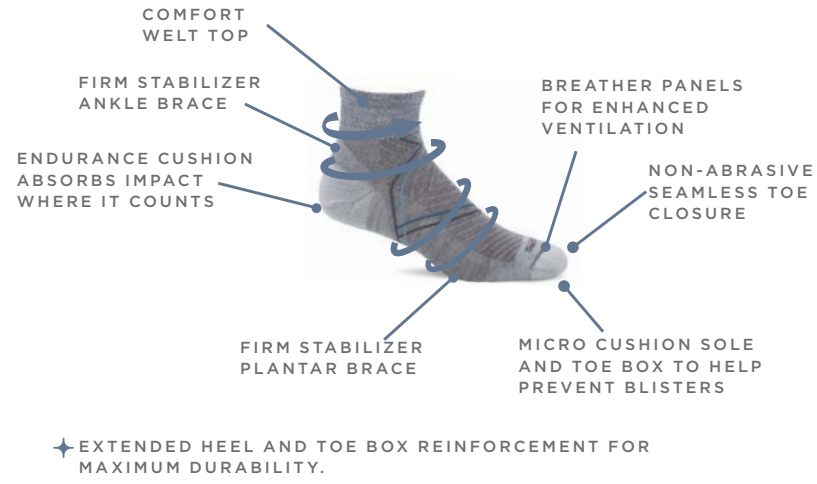 COMFORT
WELT TOP
FIRM STABILIZER
ANKLE BRACE
ENDURANCE CUSHION
ABSORBS IMPACT
WHERE IT COUNTS
BREATHER PANELS
FOR ENHANCED
VENTILATION
NON-ABRASIVE
SEAMLESS TOE
CLOSURE
FIRM STABILIZER
PLANTAR BRACE
MICRO CUSHION SOLE
AND TOE BOX TO HELP
PREVENT BLISTERS
EXTENDED HEEL AND TOE BOX REINFORCEMENT FOR
MAXIMUM DURABILITY.